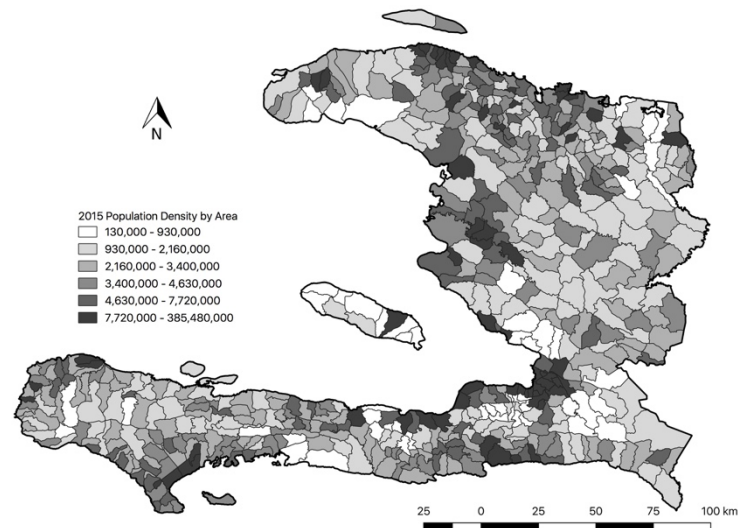 N
2015 Population Density by Area
130,000 - 930,000
930,000 - 2,160,000
2,160,000 - 3,400,000
3,400,000 - 4,630,000
4,630,000 - 7,720,000
7,720,000 - 385,480,000
25 0 25 50 75 100 km